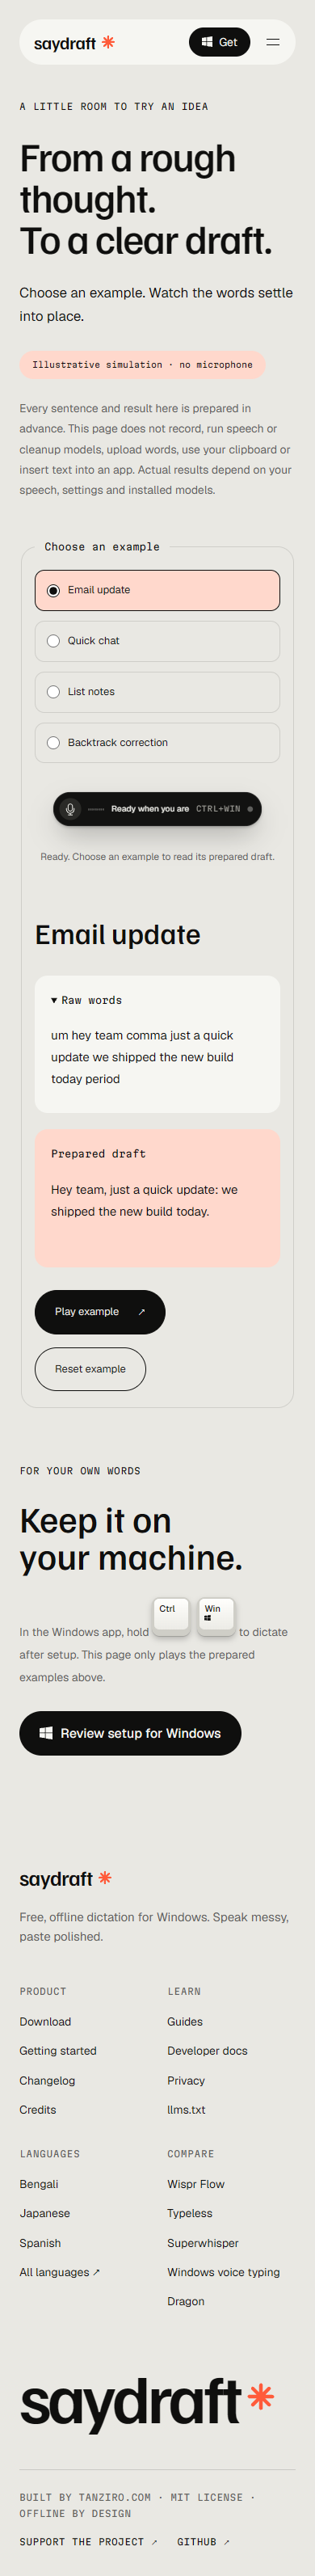 saydraft
Get
A LITTLE ROOM TO TRY AN IDEA
From a rough
thought.
To a clear draft.
Choose an example. Watch the words settle
into place.
Illustrative simulation · no microphone
Every sentence and result here is prepared in
advance. This page does not record, run speech or
cleanup models, upload words, use your clipboard or
insert text into an app. Actual results depend on your
speech, settings and installed models.
Choose an example
Email update
Quick chat
List notes
Backtrack correction
Ready when you are CTRL+WIN
Ready. Choose an example to read its prepared draft.
Email update
▼ Raw words
um hey team comma just a quick
update we shipped the new build
today period
Prepared draft
Hey team, just a quick update: we
shipped the new build today.
Play example ↗
Reset example
FOR YOUR OWN WORDS
Keep it on
your machine.
In the Windows app, hold Ctrl Win to dictate
after setup. This page only plays the prepared
examples above.
Review setup for Windows
saydraft
Free, offline dictation for Windows. Speak messy,
paste polished.
PRODUCT
Download
Getting started
Changelog
Credits
LEARN
Guides
Developer docs
Privacy
llms.txt
LANGUAGES
Bengali
Japanese
Spanish
All languages ↗
COMPARE
Wispr Flow
Typeless
Superwhisper
Windows voice typing
Dragon
saydraft
BUILT BY TANZIRO.COM · MIT LICENSE ·
OFFLINE BY DESIGN
SUPPORT THE PROJECT ↗ GITHUB ↗